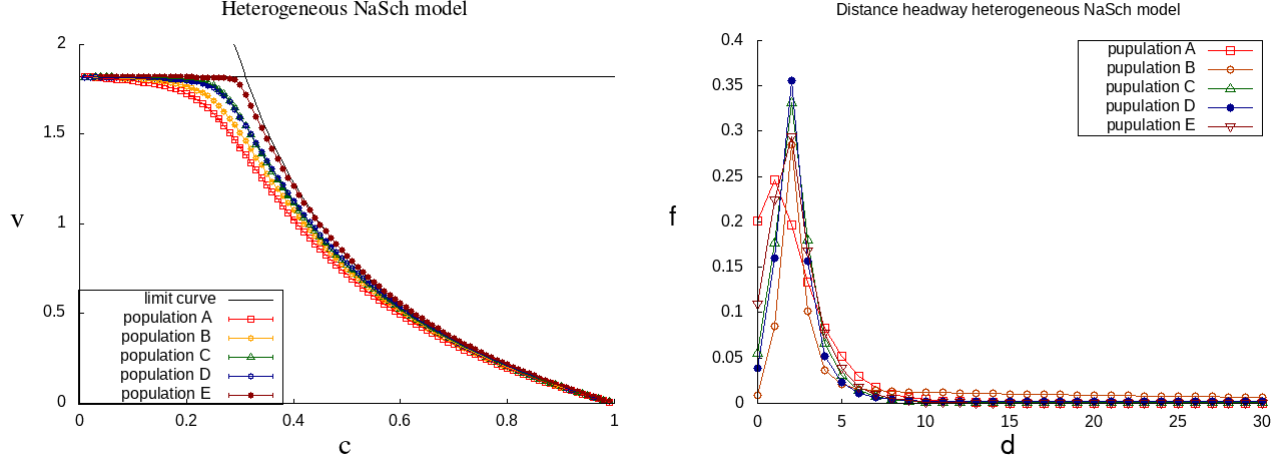 Heterogeneous NaSch model
2
1.5
1
0.5
0
v
0
0.2
0.4
0.6
0.8
1
c
limit curve
population A
population B
population C
population D
population E
Distance headway heterogeneous NaSch model
0.4
0.35
0.3
0.25
0.2
0.15
0.1
0.05
0
f
0
5
10
15
20
25
30
d
pupulation A
pupulation B
pupulation C
pupulation D
pupulation E